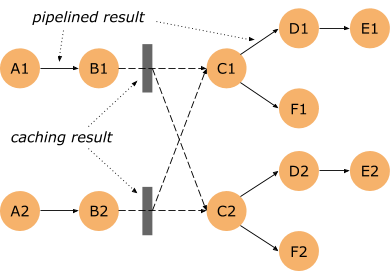 pipelined result
D1 E1
A1 B1 C1
F1
caching result
D2 E2
A2 B2 C2
F2